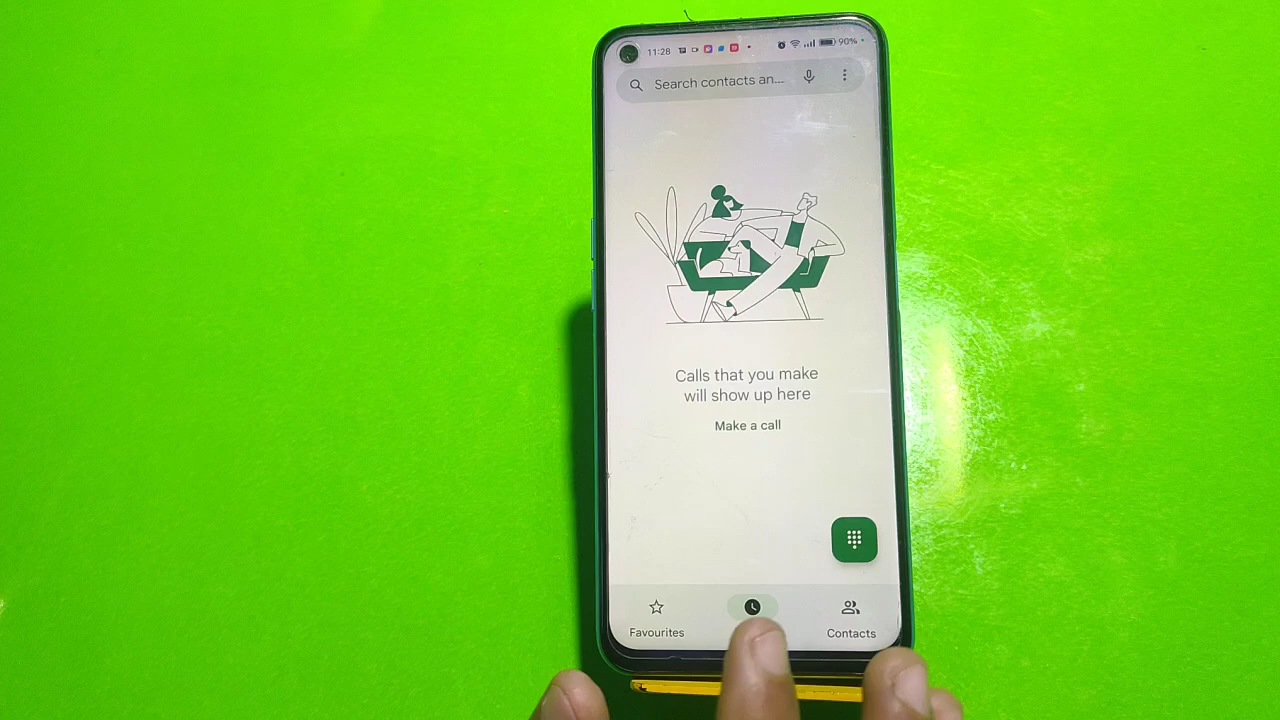 11:28
90%
Search contacts an...
Calls that you make
will show up here
Make a call
Favourites
Contacts